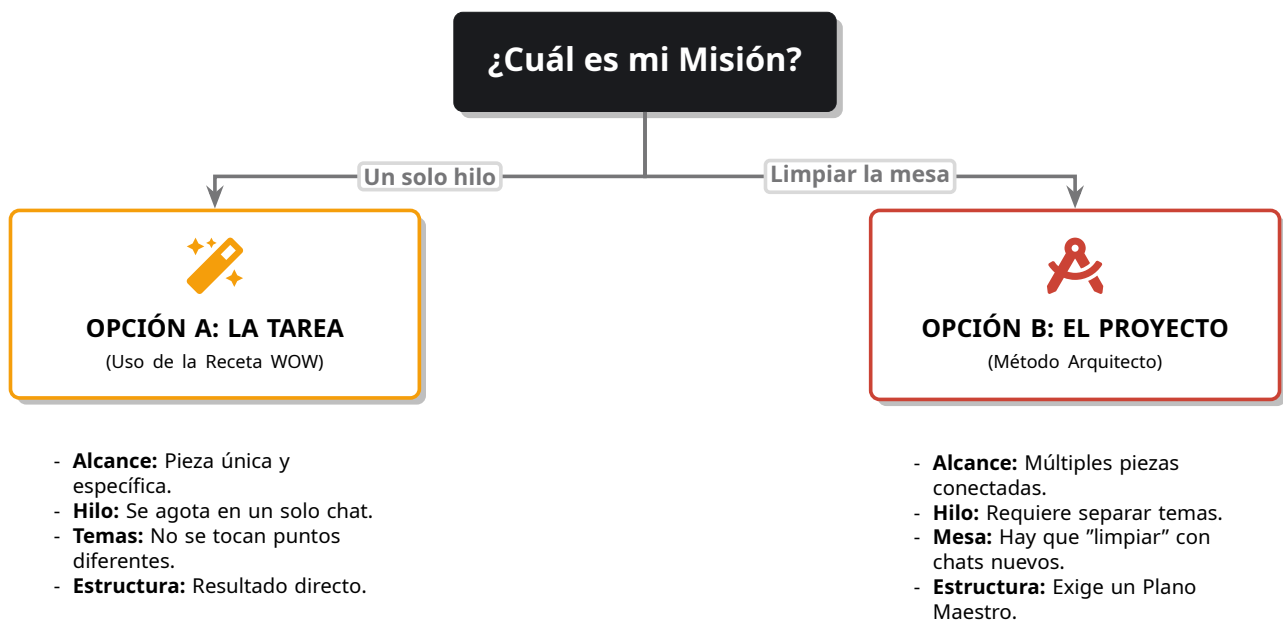 ¿Cuál es mi Misión?
Un solo hilo
Limpiar la mesa
OPCIÓN A: LA TAREA
(Uso de la Receta WOW)
- Alcance: Pieza única y
específica.
- Hilo: Se agota en un solo chat.
- Temas: No se tocan puntos
diferentes.
- Estructura: Resultado directo.
OPCIÓN B: EL PROYECTO
(Método Arquitecto)
- Alcance: Múltiples piezas
conectadas.
- Hilo: Requiere separar temas.
- Mesa: Hay que ”limpiar” con
chats nuevos.
- Estructura: Exige un Plano
Maestro.